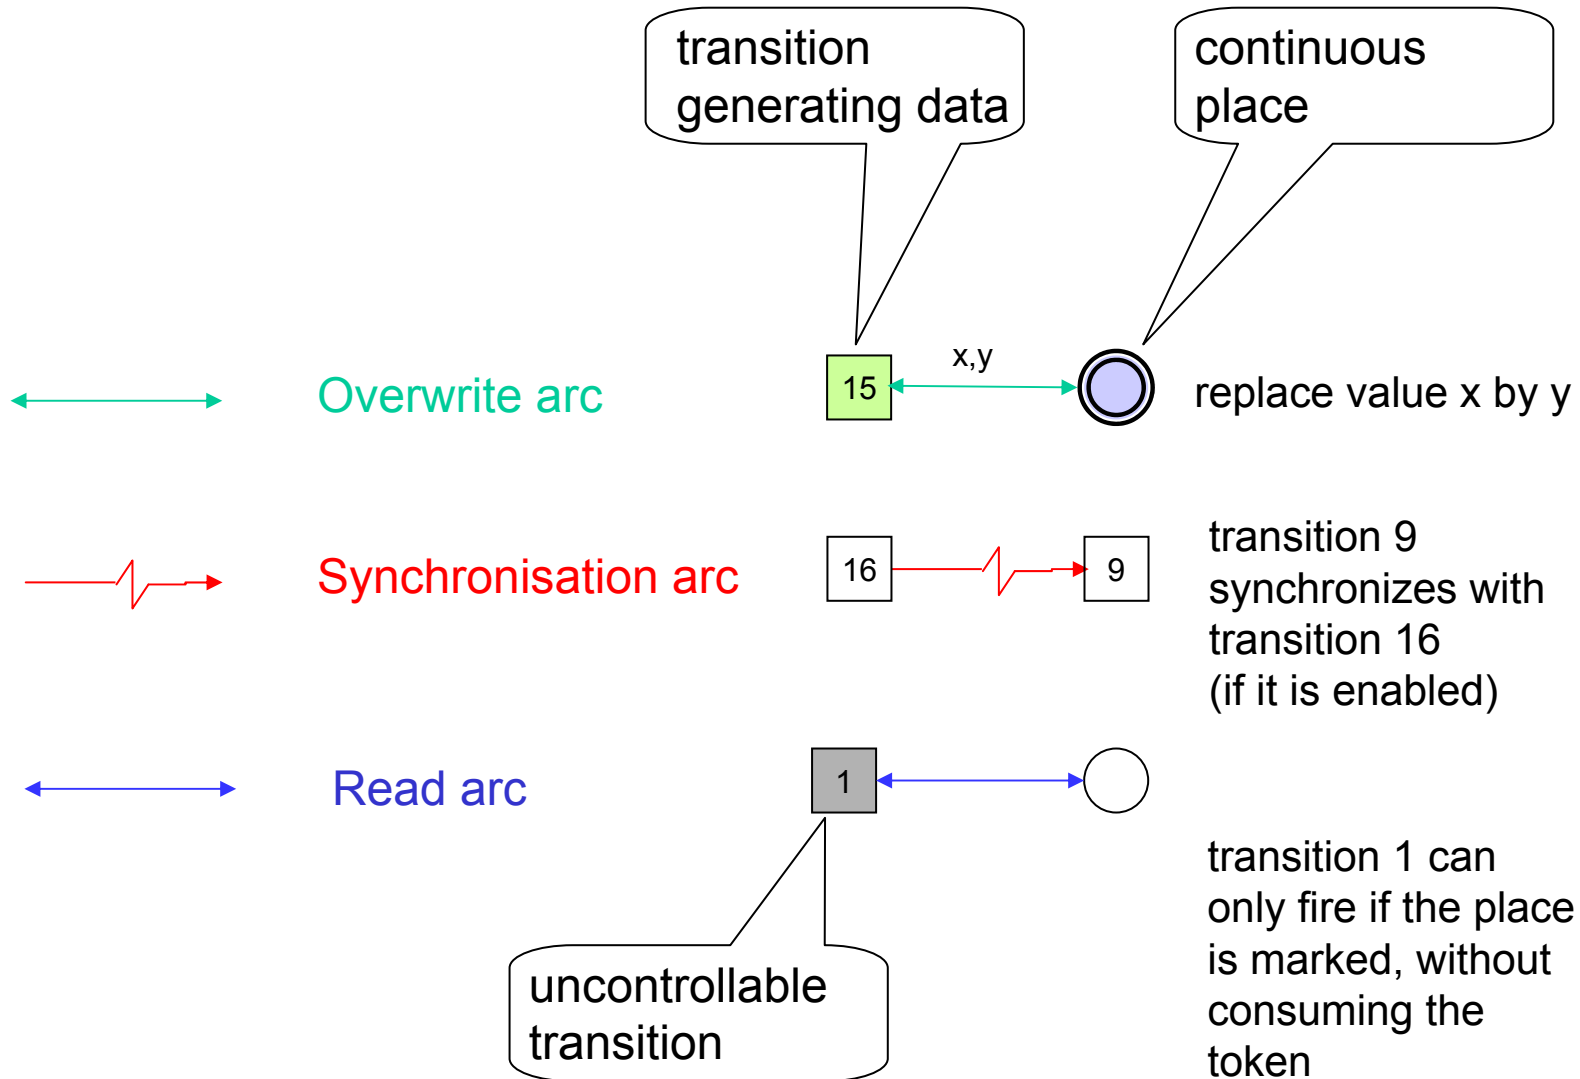 transition
generating data
continuous
place
x,y
Overwrite arc
15
replace value x by y
Synchronisation arc
16
9
transition 9
synchronizes with
transition 16
(if it is enabled)
Read arc
1
transition 1 can
only fire if the place
is marked, without
consuming the
token
uncontrollable
transition